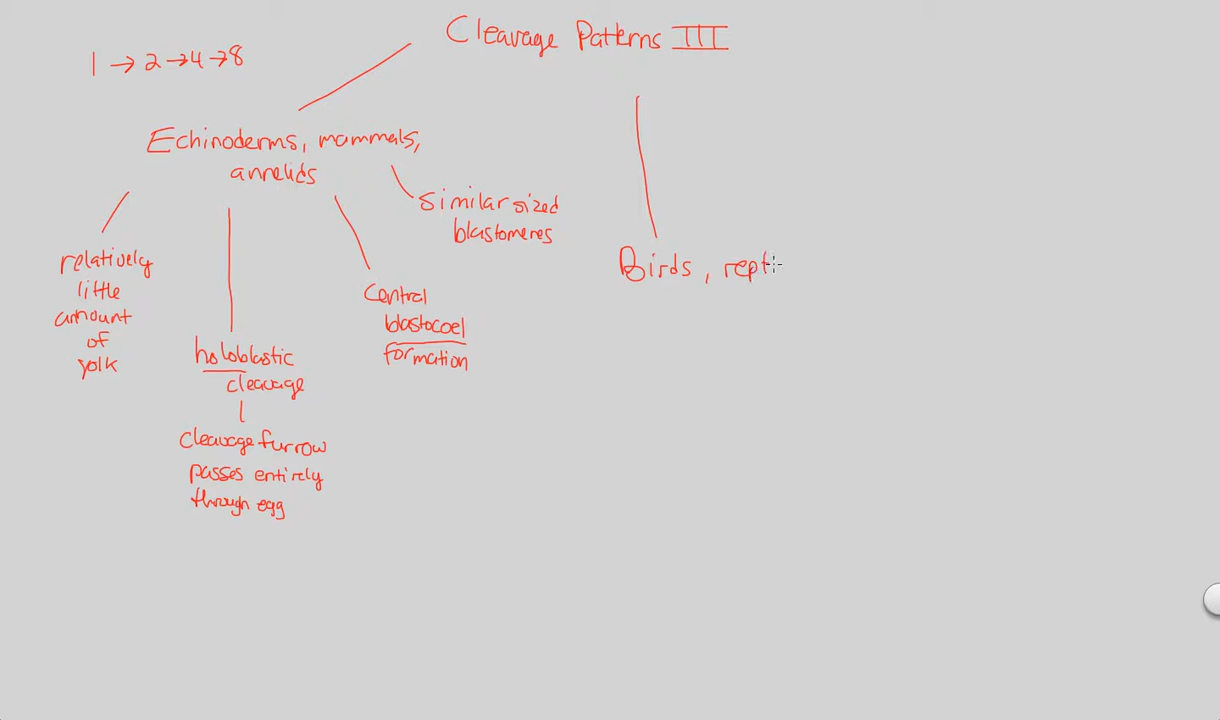 Cleavage Patterns III
1 → 2 → 4 → 8
Echinoderms, mammals,
annelids
similar sized
blastomeres
relatively
little
amount
of
yolk
holoblastic
cleavage
cleavage furrow
passes entirely
through egg
Central
blastocoel
formation
Birds, rept